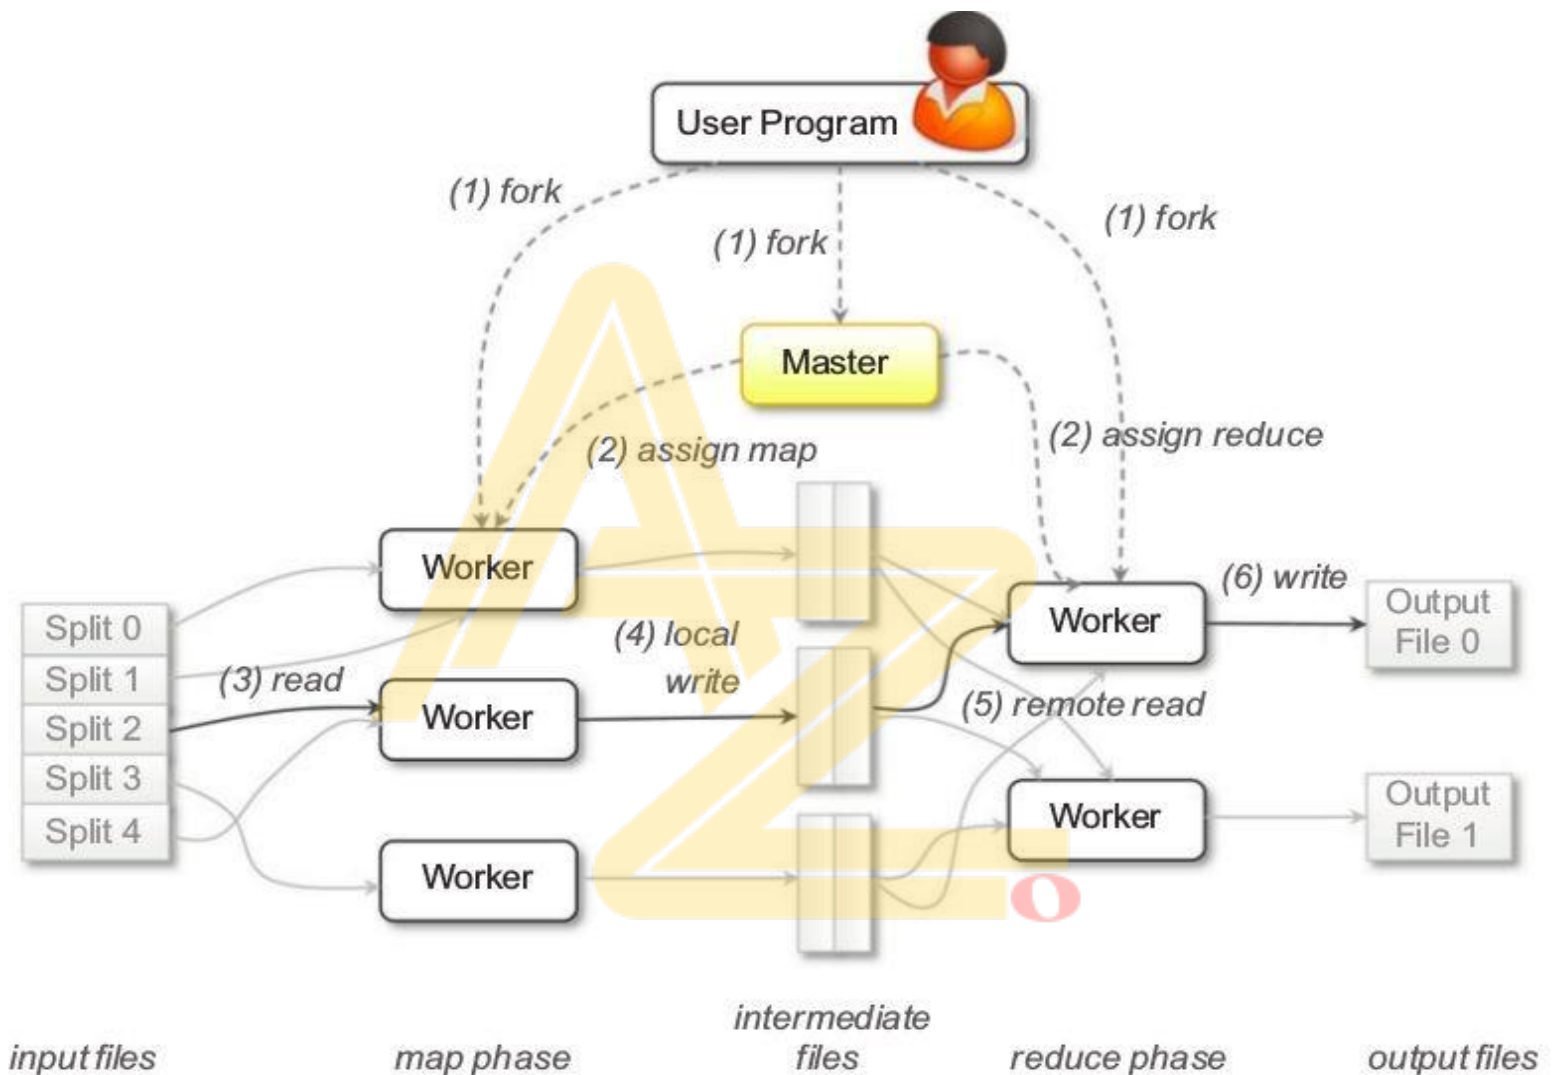 User Program
(1) fork
(1) fork
(1) fork
Master
(2) assign map
(2) assign reduce
Worker
Worker
Worker
Split 0
Split 1
Split 2
Split 3
Split 4
(3) read
(4) local
write
(5) remote read
Worker
Worker
(6) write
Output
File 0
Output
File 1
input files
map phase
intermediate
files
reduce phase
output files
AZ.